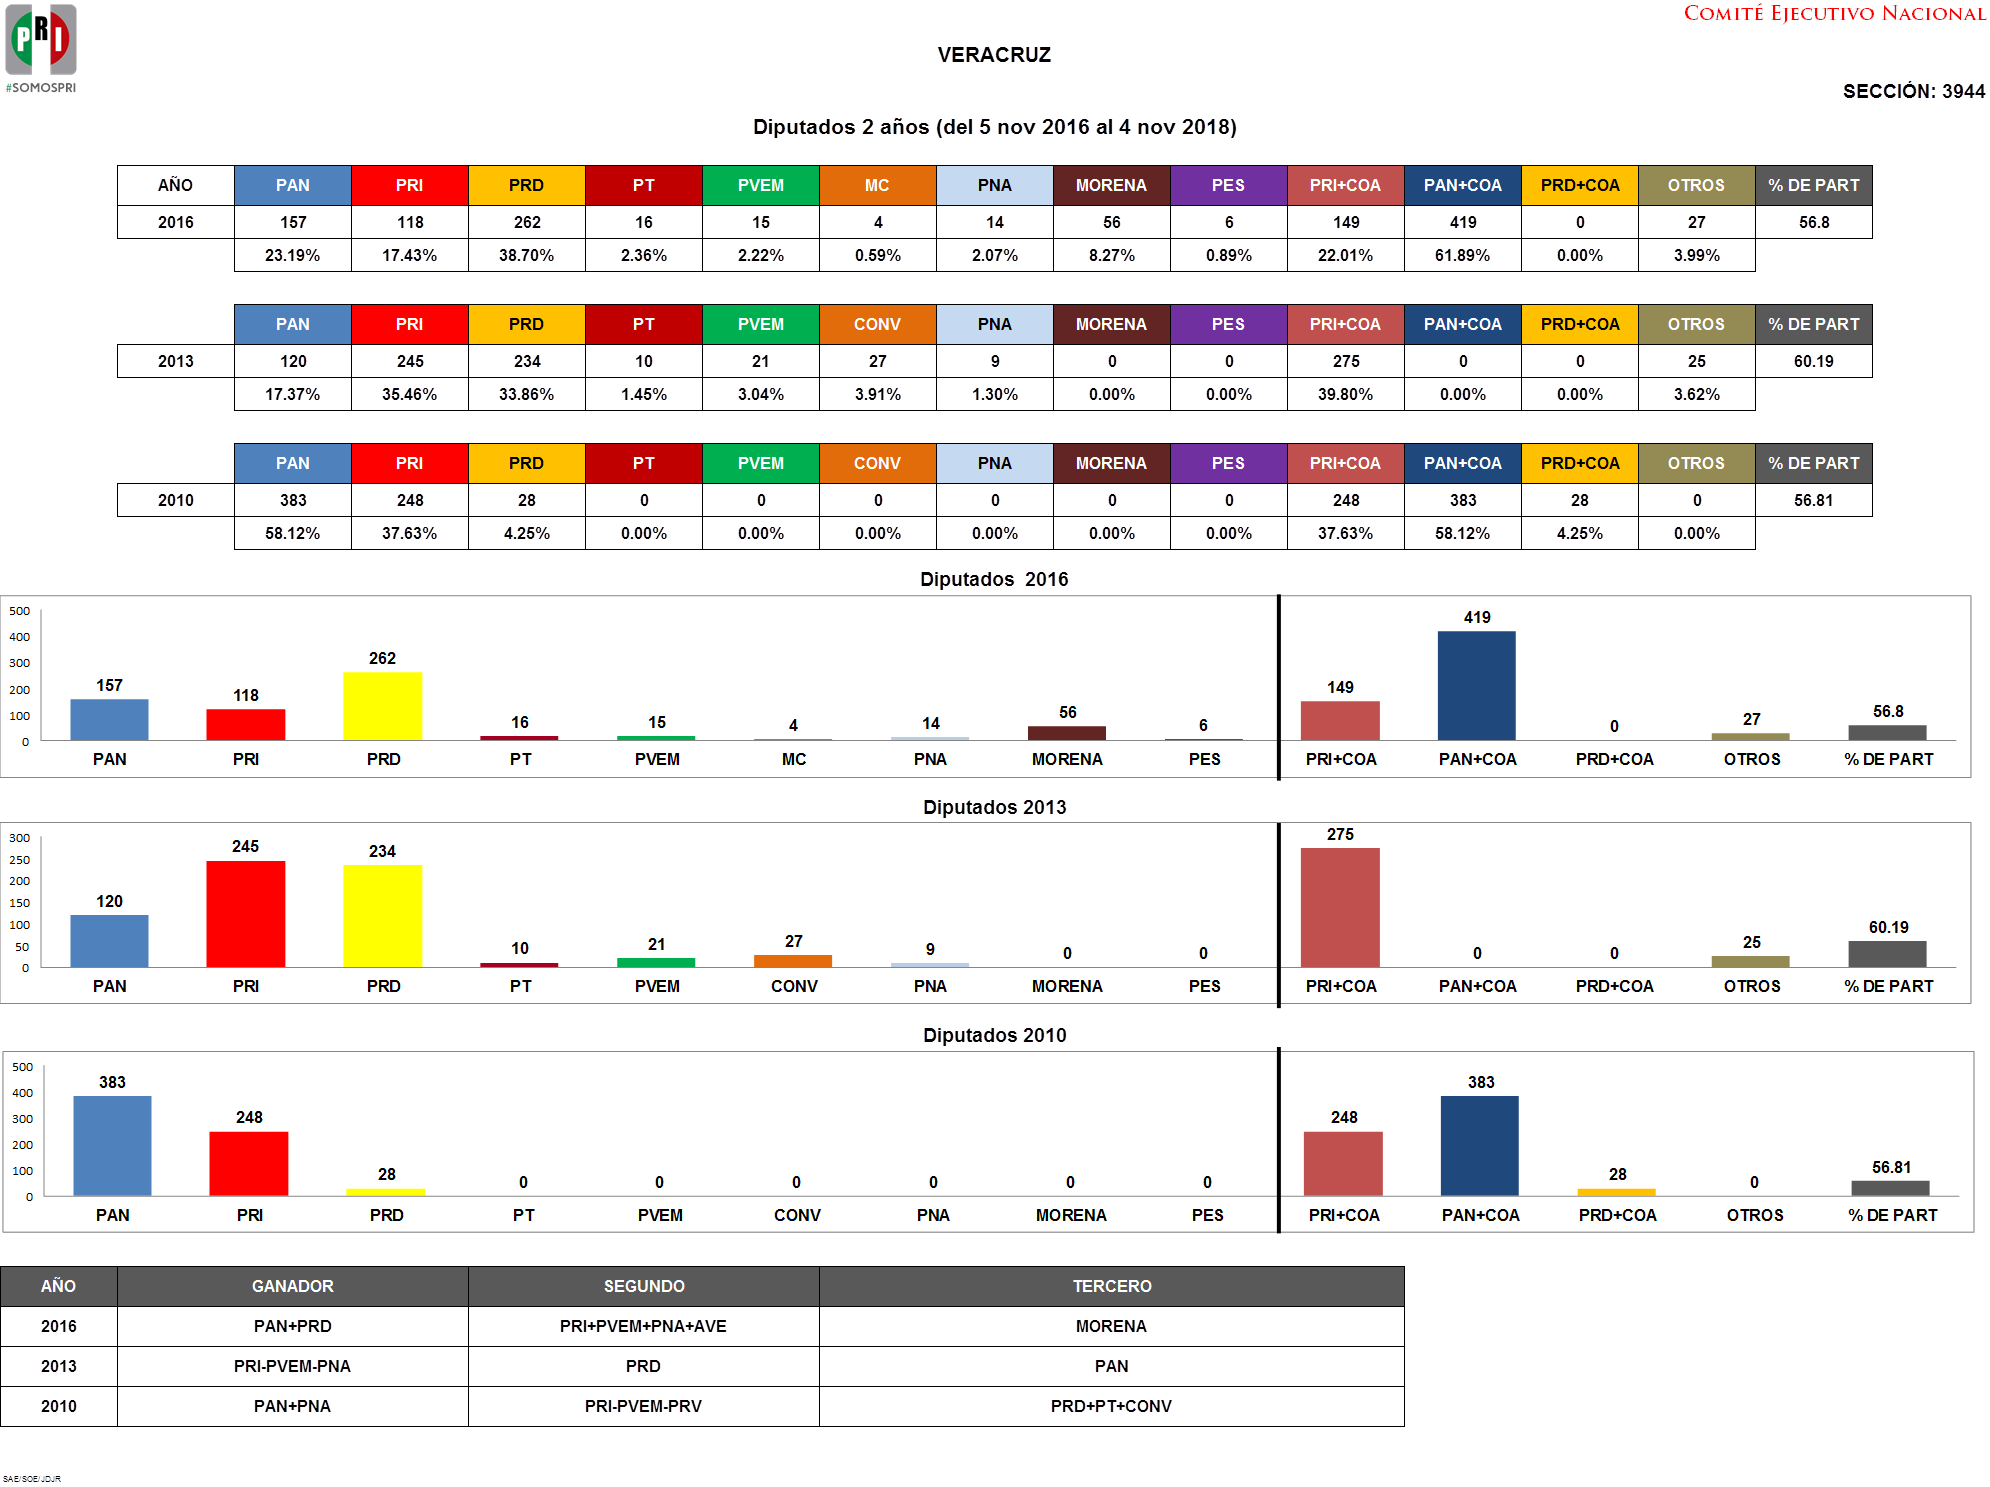 COMITÉ EJECUTIVO NACIONAL
PRI
#SOMOSPRI
VERACRUZ
SECCIÓN: 3944
Diputados 2 años (del 5 nov 2016 al 4 nov 2018)
AÑO PAN PRI PRD PT PVEM MC PNA MORENA PES PRI+COA PAN+COA PRD+COA OTROS % DE PART
2016 157 118 262 16 15 4 14 56 6 149 419 0 27 56.8
23.19% 17.43% 38.70% 2.36% 2.22% 0.59% 2.07% 8.27% 0.89% 22.01% 61.89% 0.00% 3.99%
PAN PRI PRD PT PVEM CONV PNA MORENA PES PRI+COA PAN+COA PRD+COA OTROS % DE PART
2013 120 245 234 10 21 27 9 0 0 275 0 0 25 60.19
17.37% 35.46% 33.86% 1.45% 3.04% 3.91% 1.30% 0.00% 0.00% 39.80% 0.00% 0.00% 3.62%
PAN PRI PRD PT PVEM CONV PNA MORENA PES PRI+COA PAN+COA PRD+COA OTROS % DE PART
2010 383 248 28 0 0 0 0 0 0 248 383 28 0 56.81
58.12% 37.63% 4.25% 0.00% 0.00% 0.00% 0.00% 0.00% 0.00% 37.63% 58.12% 4.25% 0.00%
Diputados 2016
500
400
300
200
100
0
157 118 262 16 15 4 14 56 6 149 419 0 27 56.8
PAN PRI PRD PT PVEM MC PNA MORENA PES PRI+COA PAN+COA PRD+COA OTROS % DE PART
Diputados 2013
300
250
200
150
100
50
0
120 245 234 10 21 27 9 0 0 275 0 0 25 60.19
PAN PRI PRD PT PVEM CONV PNA MORENA PES PRI+COA PAN+COA PRD+COA OTROS % DE PART
Diputados 2010
500
400
300
200
100
0
383 248 28 0 0 0 0 0 0 248 383 28 0 56.81
PAN PRI PRD PT PVEM CONV PNA MORENA PES PRI+COA PAN+COA PRD+COA OTROS % DE PART
AÑO GANADOR SEGUNDO TERCERO
2016 PAN+PRD PRI+PVEM+PNA+AVE MORENA
2013 PRI-PVEM-PNA PRD PAN
2010 PAN+PNA PRI-PVEM-PRV PRD+PT+CONV
SAE/SOE/JDJR